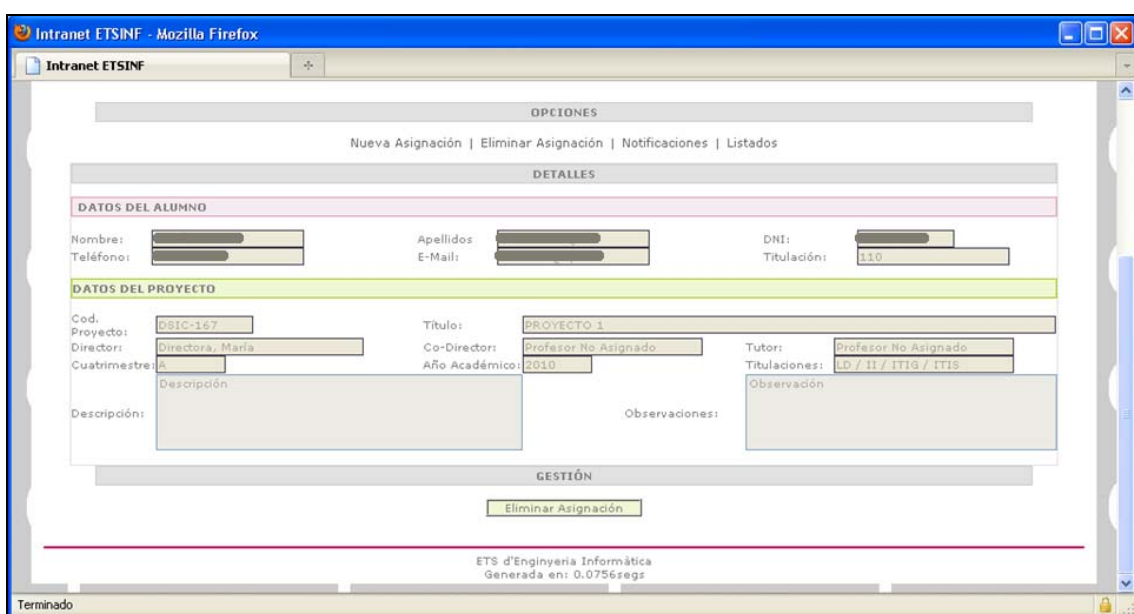 Intranet ETSINF - Mozilla Firefox
Intranet ETSINF
OPCIONES
Nueva Asignación | Eliminar Asignación | Notificaciones | Listados
DETALLES
DATOS DEL ALUMNO
Nombre: Apellidos DNI:
Teléfono: E-Mail: Titulación: 110
DATOS DEL PROYECTO
Cod. Proyecto: DSIC-167 Título: PROYECTO 1
Director: Directora, María Co-Director: Profesor No Asignado Tutor: Profesor No Asignado
Cuatrimestre: A Año Académico: 2010 Titulaciones: LD / II / ITIG / ITIS
Descripción: Descripción Observaciones: Observación
GESTIÓN
Eliminar Asignación
ETS d'Enginyeria Informàtica
Generada en: 0.0756segs
Terminado